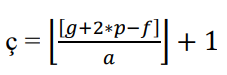 ç = ⌊[g+2*p−f]/a⌋ + 1